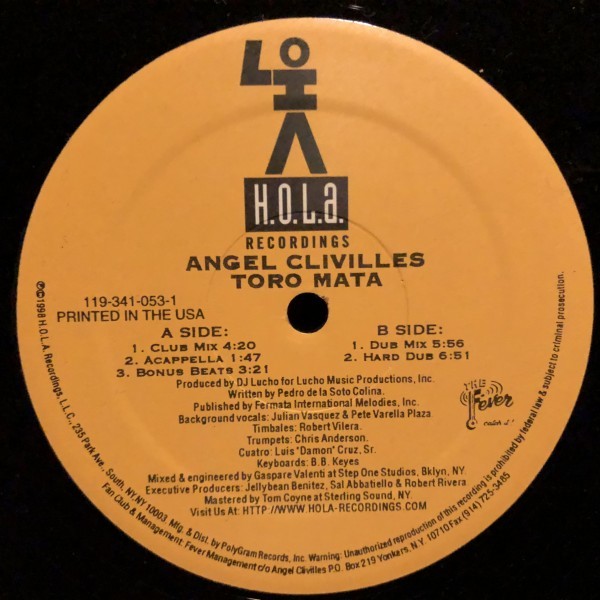 LOHA
H.O.L.a.
RECORDINGS
ANGEL CLIVILLES
TORO MATA
119-341-053-1
PRINTED IN THE USA
A SIDE:
1. CLUB MIX 4:20
2. ACAPPELLA 1:47
3. BONUS BEATS 3:21
B SIDE:
1. DUB MIX 5:56
2. HARD DUB 6:51
Produced by DJ Lucho for Lucho Music Productions, Inc.
Written by Pedro de la Soto Colina.
Published by Fermata International Melodies, Inc.
Background vocals: Julian Vasquez & Pete Varella Plaza
Timbales: Robert Vilera.
Trumpets: Chris Anderson.
Cuatro: Luis "Damon" Cruz, Sr.
Keyboards: B.B. Keyes
Mixed & engineered by Gaspare Valenti at Step One Studios, Bklyn, NY.
Executive Producers: Jellybean Benitez, Sal Abbatiello & Robert Rivera
Mastered by Tom Coyne at Sterling Sound, NY.
Visit Us At: HTTP://WWW.HOLA-RECORDINGS.COM
THE
Fever
catch it!
℗©1998 H.O.L.A. Recordings, L.L.C., 235 Park Ave., South, NY, NY 10003 Mfg. & Dist. by PolyGram Records, Inc. Warning: Unauthorized reproduction of this recording is prohibited by federal law & subject to criminal prosecution.
Fan Club & Management: Fever Management c/o Angel Clivilles P.O. Box 219 Yonkers, N.Y. 10710 Fax (914) 725-3485